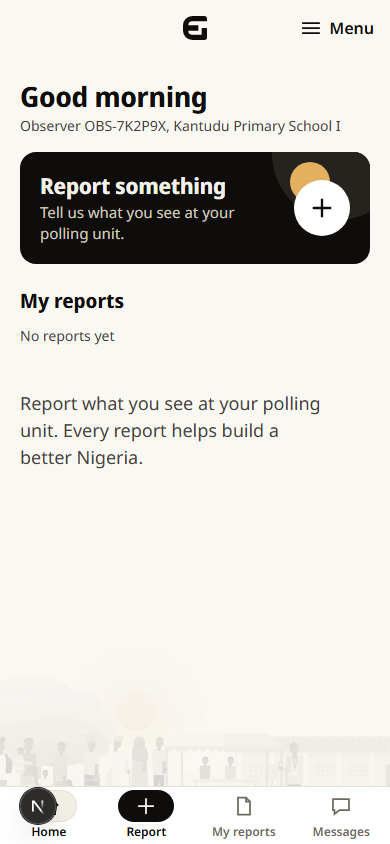 Menu
Good morning
Observer OBS-7K2P9X, Kantudu Primary School I
Report something
Tell us what you see at your
polling unit.
My reports
No reports yet
Report what you see at your polling
unit. Every report helps build a
better Nigeria.
N
Home
Report
My reports
Messages